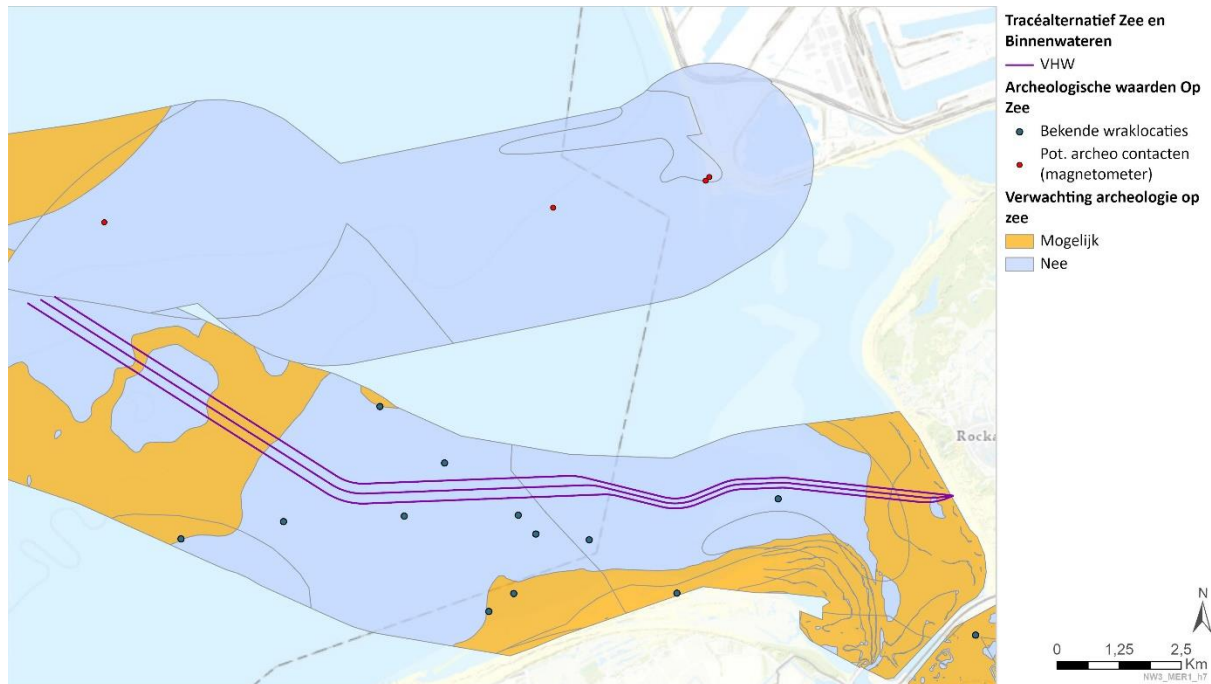 Tracéalternatief Zee en
Binnenwateren
VHW
Archeologische waarden Op
Zee
Bekende wraklocaties
Pot. archeo contacten
(magnetometer)
Verwachting archeologie op
zee
Mogelijk
Nee
Rocka
N
0 1,25 2,5
Km
NW3_MER1_h7